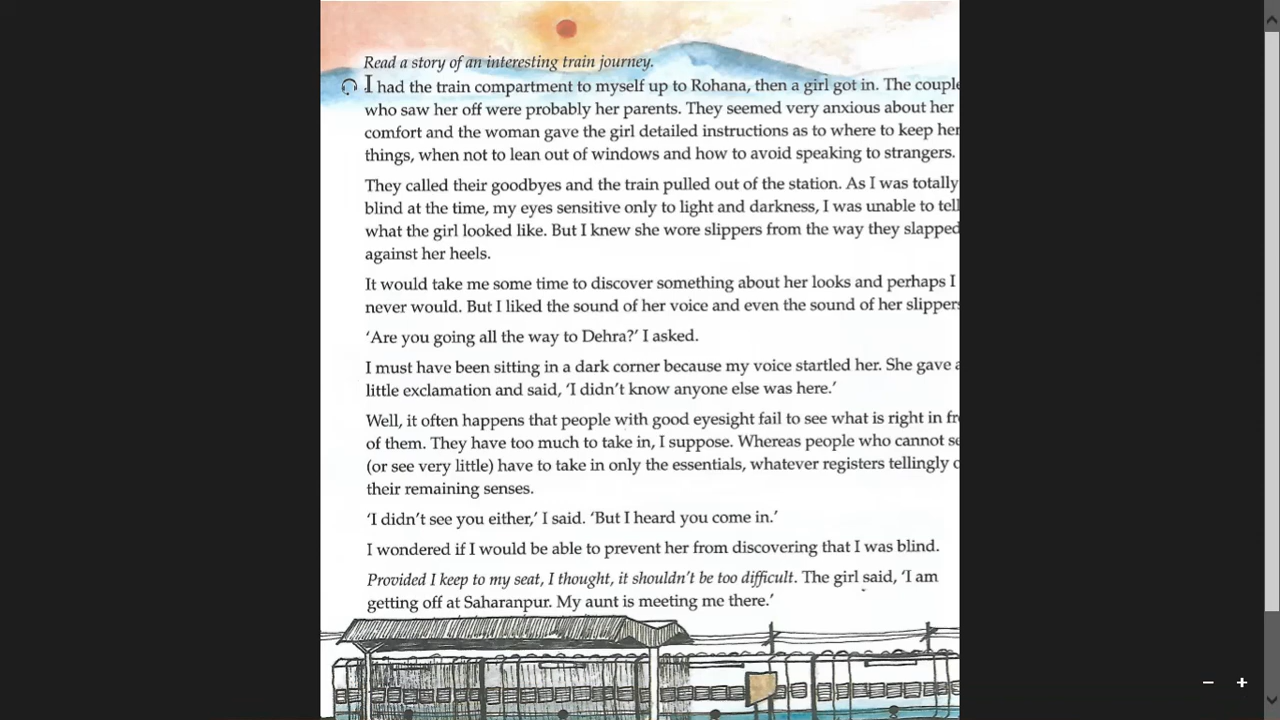 Read a story of an interesting train journey.
I had the train compartment to myself up to Rohana, then a girl got in. The couple
who saw her off were probably her parents. They seemed very anxious about her
comfort and the woman gave the girl detailed instructions as to where to keep her
things, when not to lean out of windows and how to avoid speaking to strangers.
They called their goodbyes and the train pulled out of the station. As I was totally
blind at the time, my eyes sensitive only to light and darkness, I was unable to tell
what the girl looked like. But I knew she wore slippers from the way they slapped
against her heels.
It would take me some time to discover something about her looks and perhaps I
never would. But I liked the sound of her voice and even the sound of her slippers
‘Are you going all the way to Dehra?’ I asked.
I must have been sitting in a dark corner because my voice startled her. She gave a
little exclamation and said, ‘I didn’t know anyone else was here.’
Well, it often happens that people with good eyesight fail to see what is right in
of them. They have too much to take in, I suppose. Whereas people who cannot
(or see very little) have to take in only the essentials, whatever registers tellingly
their remaining senses.
‘I didn’t see you either,’ I said. ‘But I heard you come in.’
I wondered if I would be able to prevent her from discovering that I was blind.
Provided I keep to my seat, I thought, it shouldn’t be too difficult. The girl said, ‘I am
getting off at Saharanpur. My aunt is meeting me there.’